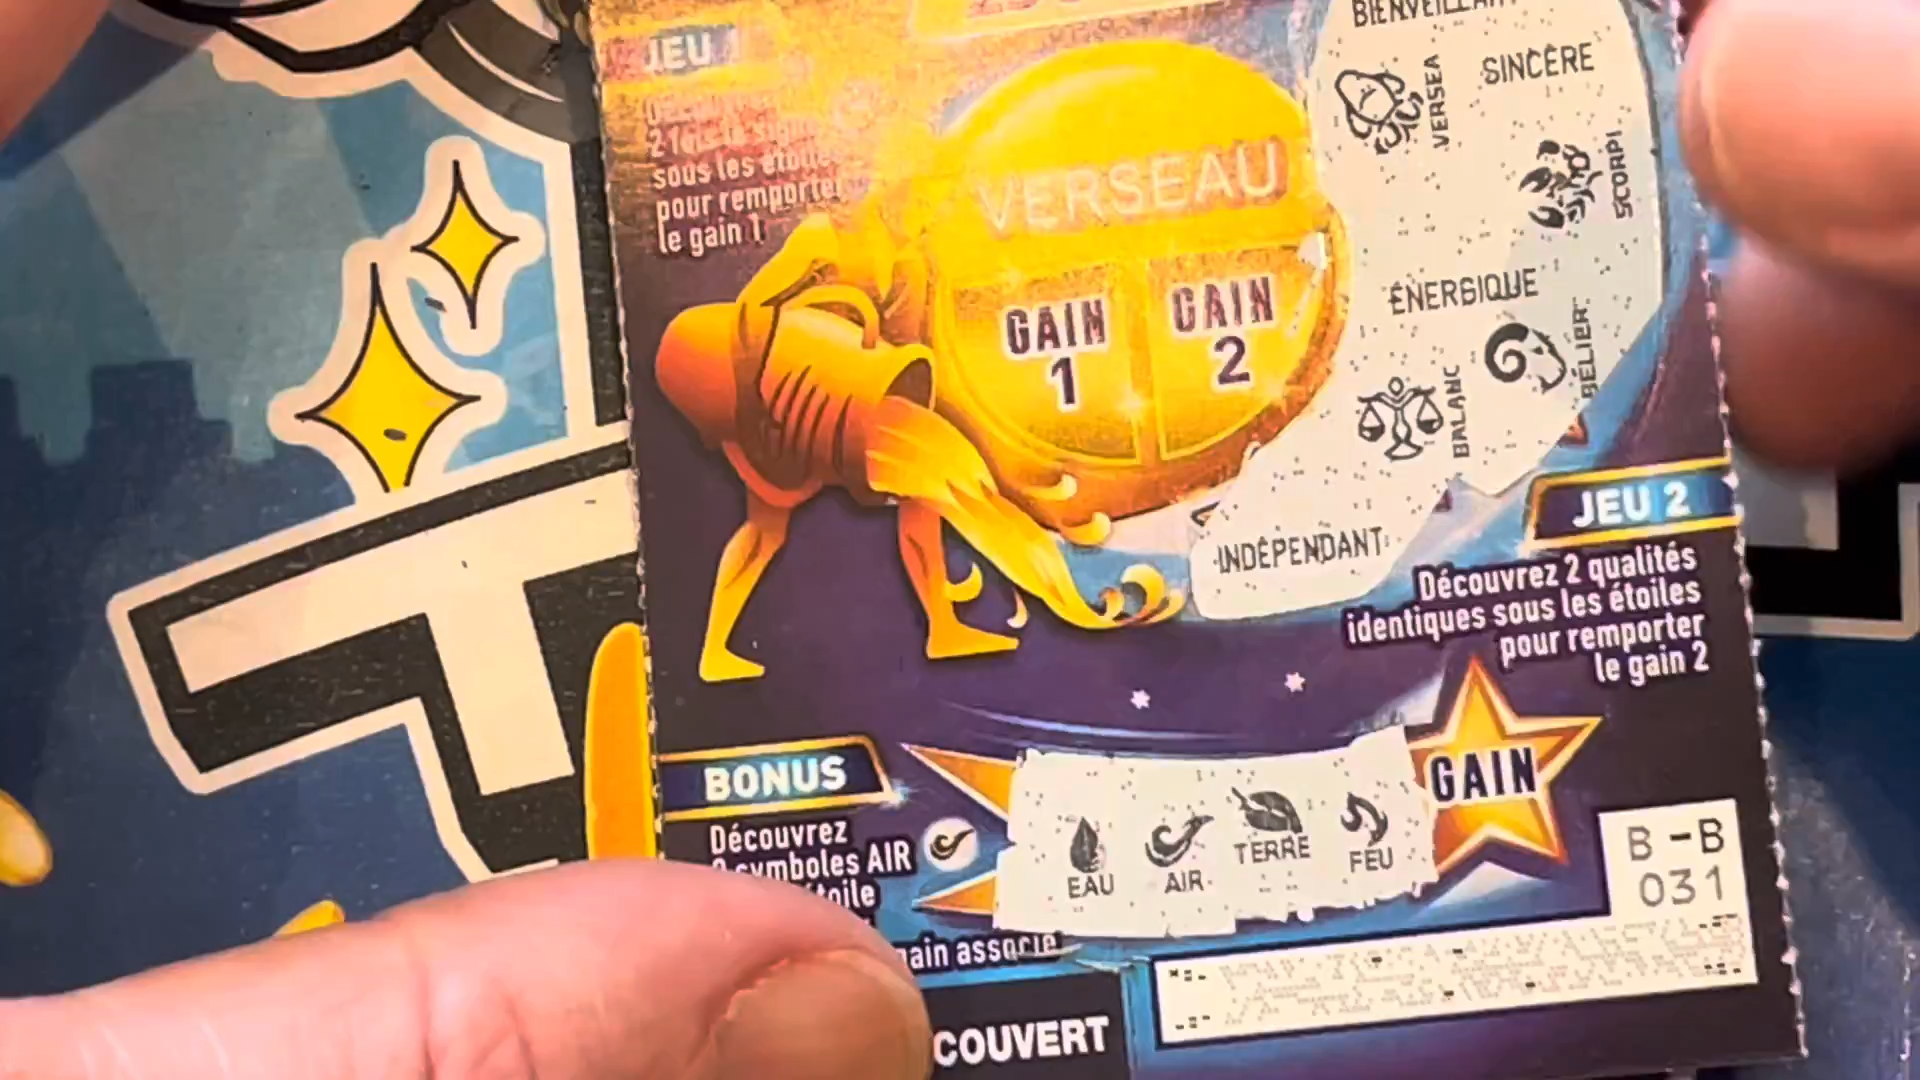 JEU 1
2 fois le signe
sous les étoiles
pour remporter
le gain 1
VERSEAU
GAIN
1
GAIN
2
SINCÈRE
VERSEA
SCORPI
ÉNERGIQUE
BÉLIER
BALANC
INDÉPENDANT
JEU 2
Découvrez 2 qualités
identiques sous les étoiles
pour remporter
le gain 2
BONUS
Découvrez
symboles AIR
associé
EAU
AIR
TERRE
FEU
GAIN
B - B
031
COUVERT